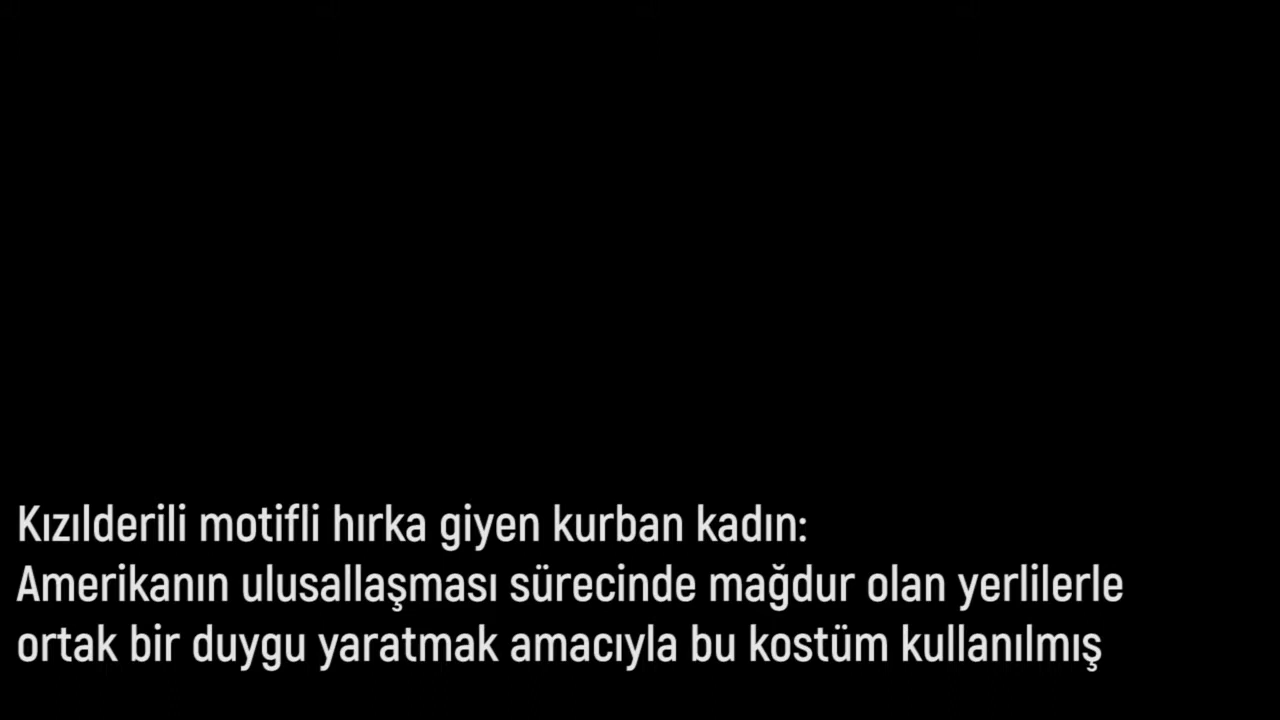 Kızılderili motifli hırka giyen kurban kadın:
Amerikanın ulusallaşması sürecinde mağdur olan yerlilerle
ortak bir duygu yaratmak amacıyla bu kostüm kullanılmış